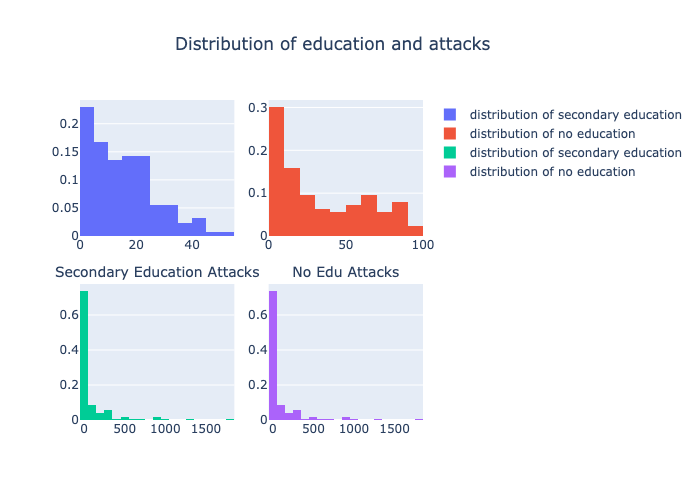 Distribution of education and attacks
0.2
0.15
0.1
0.05
0
0 20 40
0.3
0.2
0.1
0
0 50 100
distribution of secondary education
distribution of no education
distribution of secondary education
distribution of no education
Secondary Education Attacks
0.6
0.4
0.2
0
0 500 1000 1500
No Edu Attacks
0.6
0.4
0.2
0
0 500 1000 1500